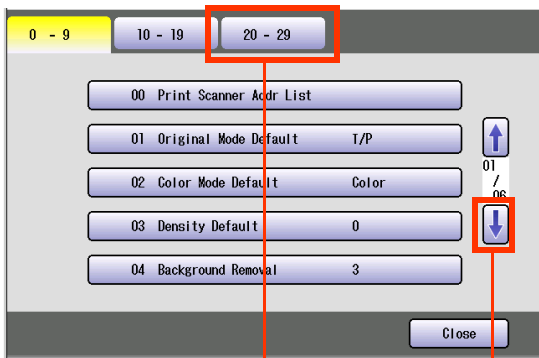 0 - 9
10 - 19
20 - 29
00 Print Scanner Addr List
01 Original Mode Default T/P
02 Color Mode Default Color
03 Density Default 0
04 Background Removal 3
01
/
06
Close